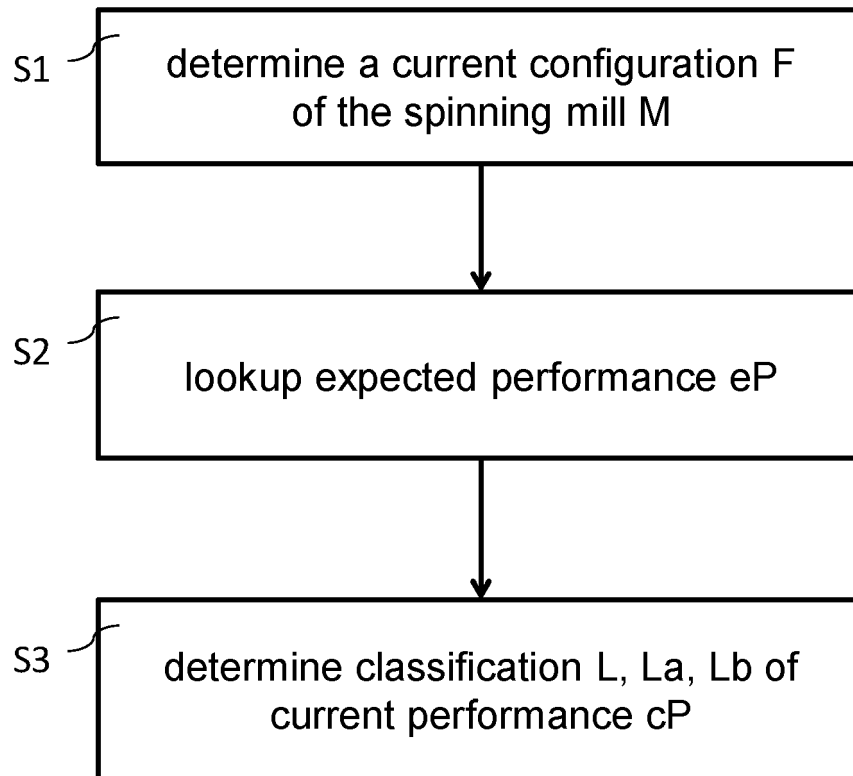 S1
determine a current configuration F
of the spinning mill M
S2
lookup expected performance eP
S3
determine classification L, La, Lb of
current performance cP